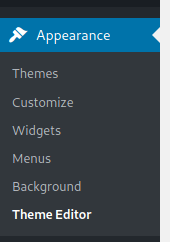 Appearance
Themes
Customize
Widgets
Menus
Background
Theme Editor